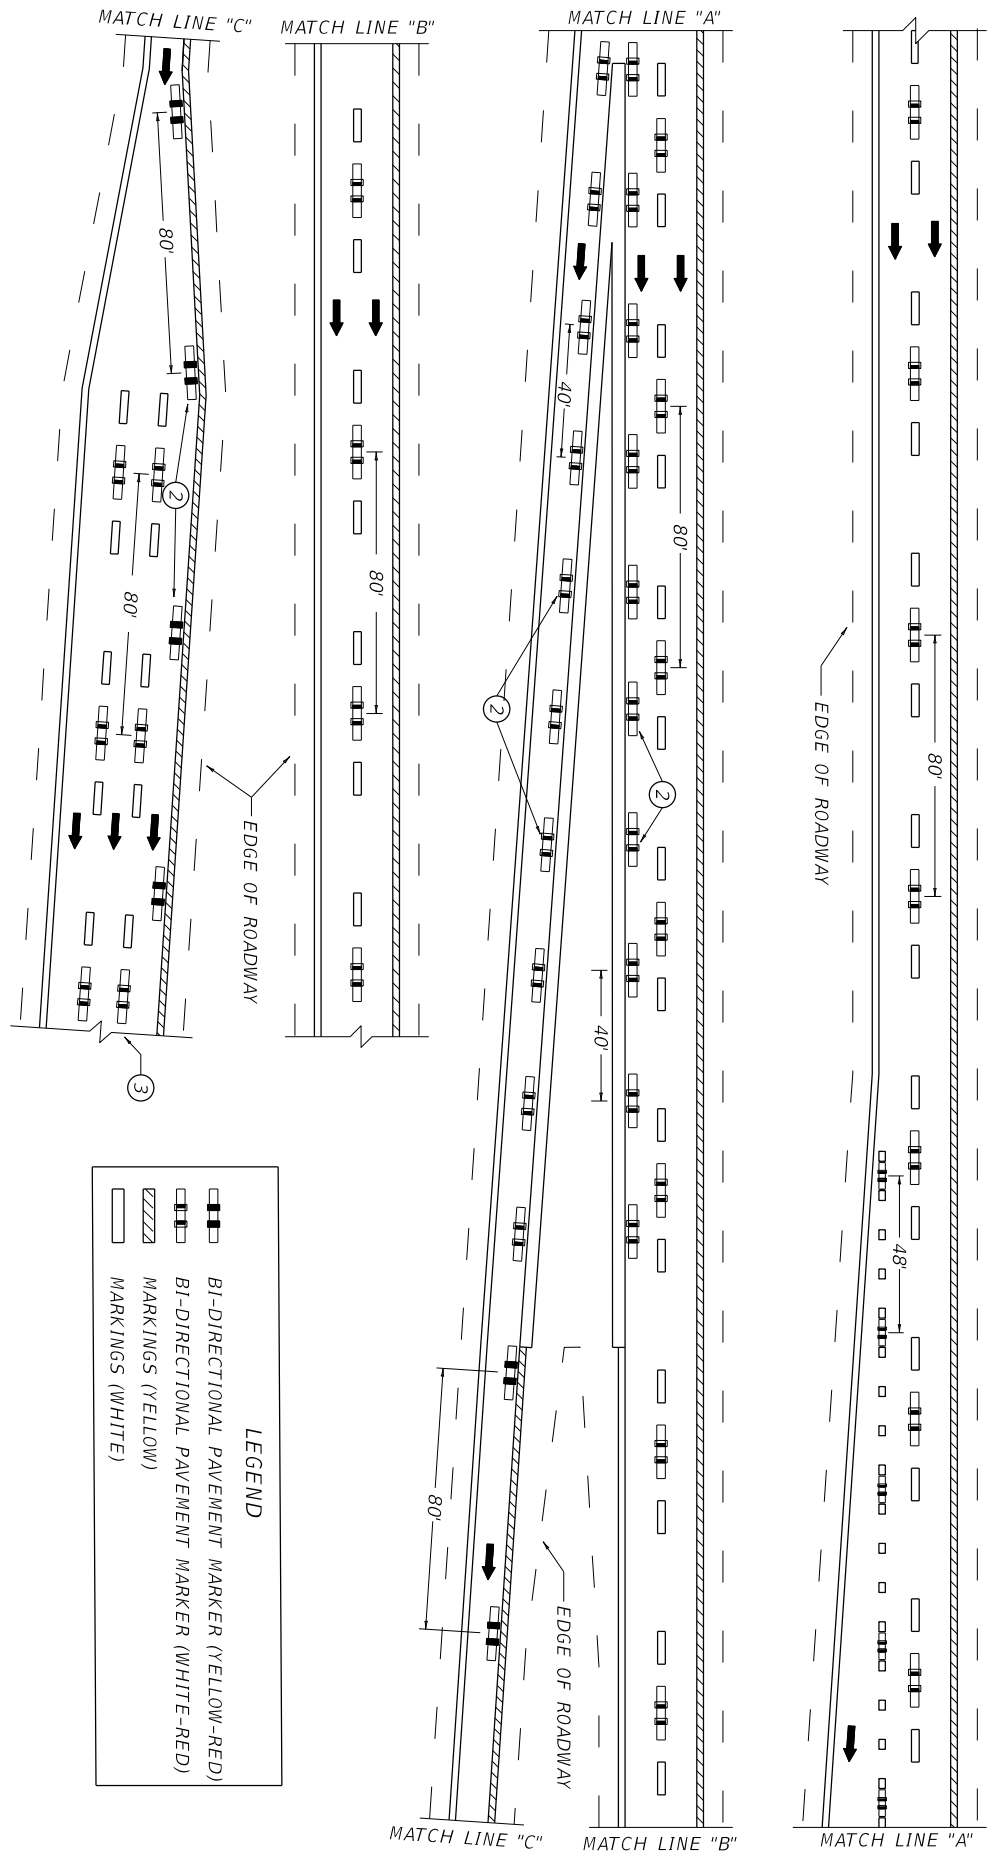 MATCH LINE "C"
MATCH LINE "B"
MATCH LINE "A"
80'
40'
80'
80'
2
80'
2
2
80'
EDGE OF ROADWAY
EDGE OF ROADWAY
40'
3
48'
LEGEND
BI-DIRECTIONAL PAVEMENT MARKER (YELLOW-RED)
BI-DIRECTIONAL PAVEMENT MARKER (WHITE-RED)
MARKINGS (YELLOW)
MARKINGS (WHITE)
80'
EDGE OF ROADWAY
MATCH LINE "C"
MATCH LINE "B"
MATCH LINE "A"